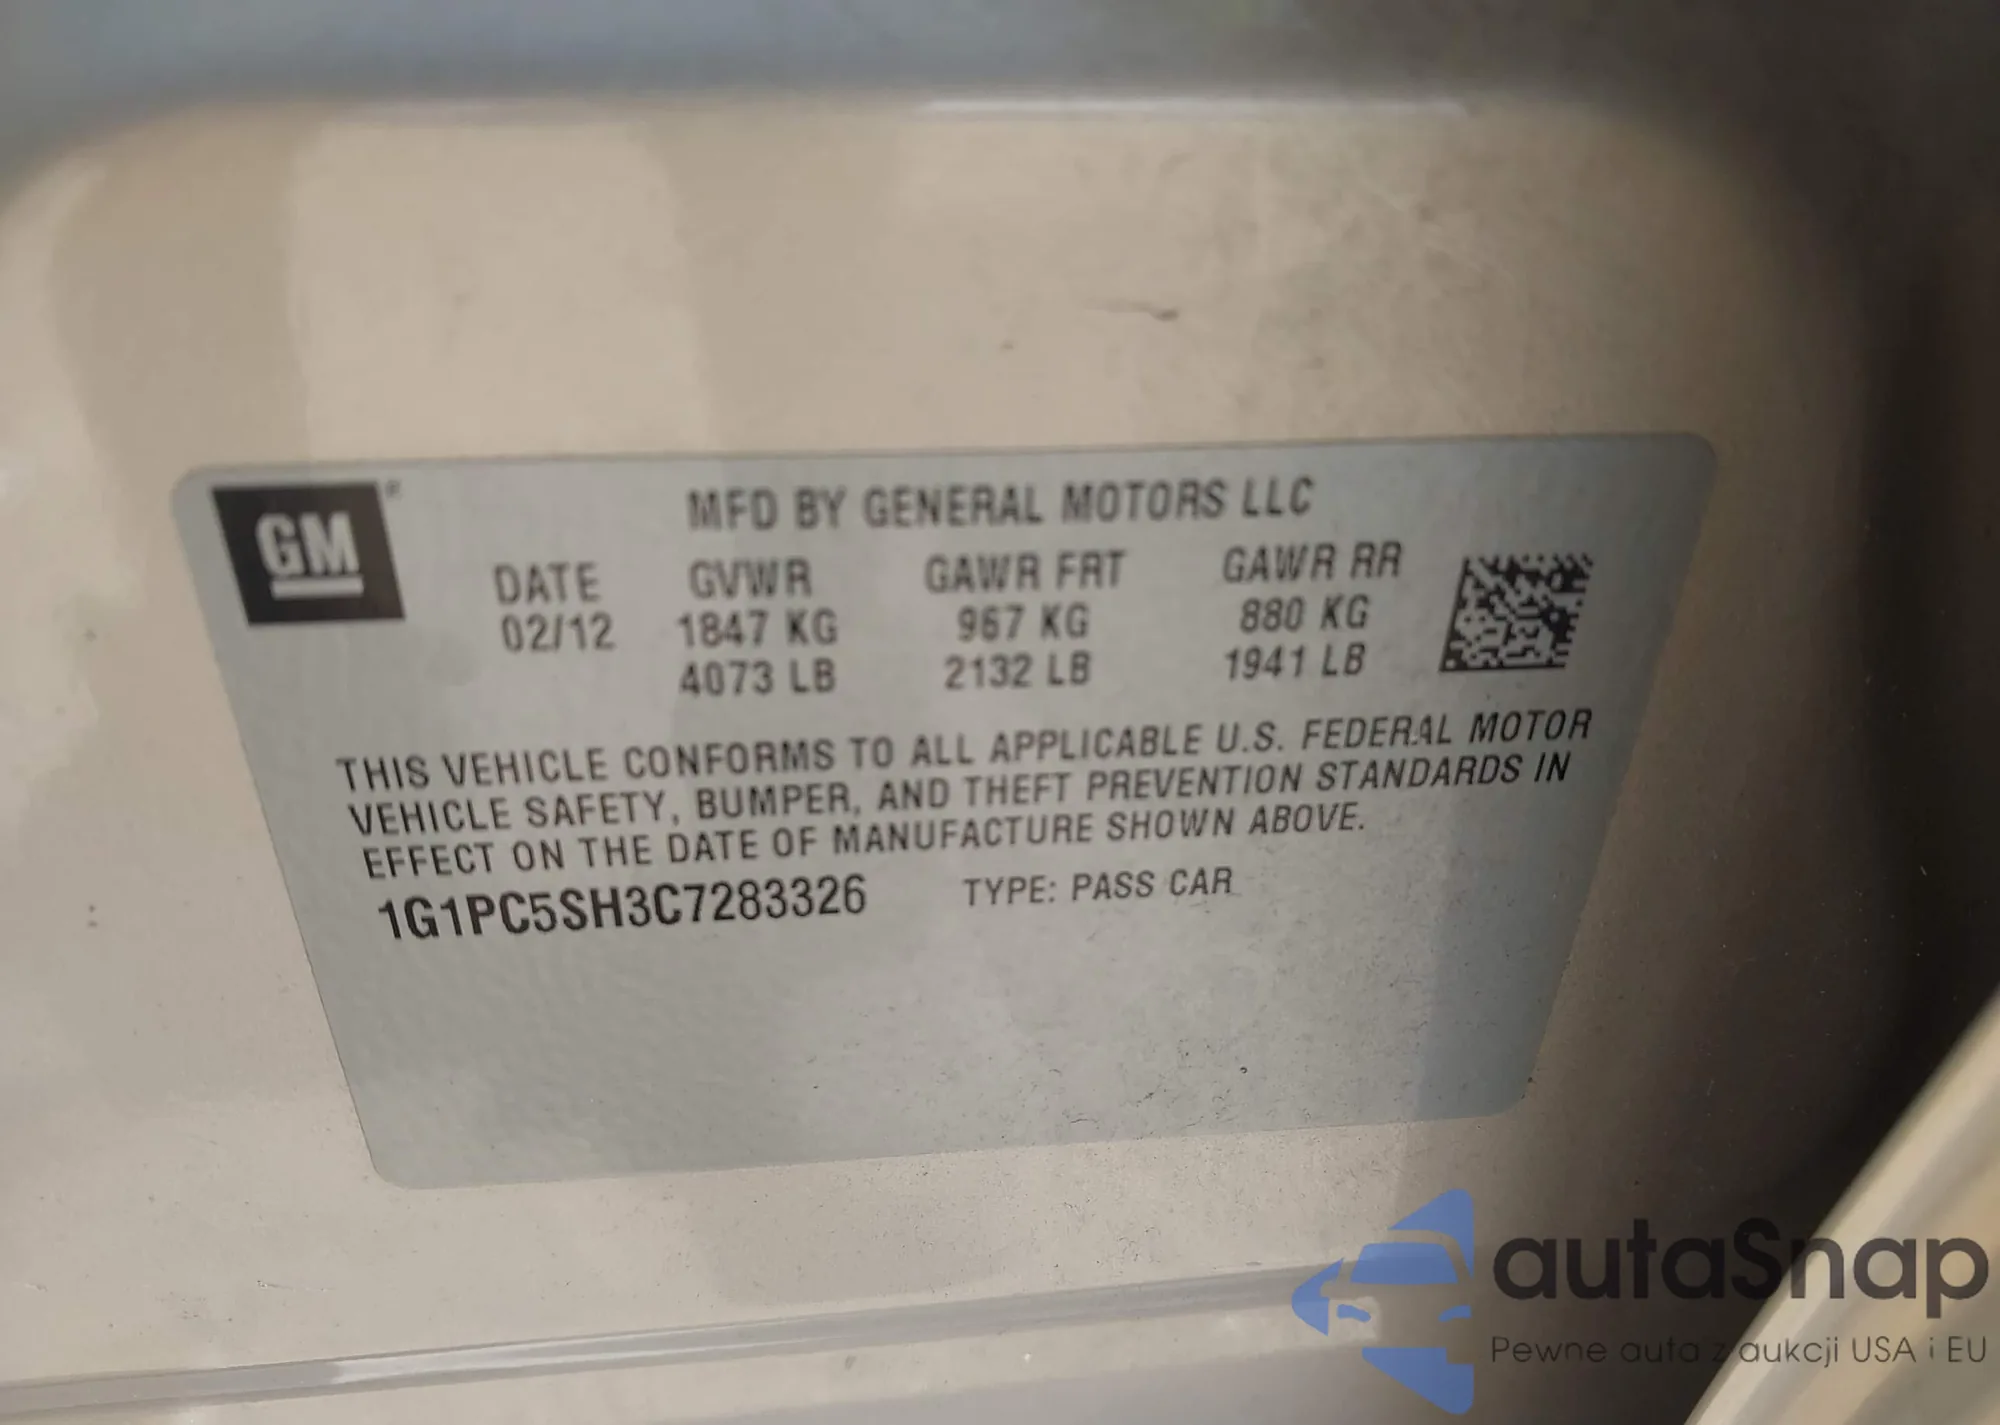 GM®
MFD BY GENERAL MOTORS LLC
DATE GVWR GAWR FRT GAWR RR
02/12 1847 KG 967 KG 880 KG
4073 LB 2132 LB 1941 LB
THIS VEHICLE CONFORMS TO ALL APPLICABLE U.S. FEDERAL MOTOR
VEHICLE SAFETY, BUMPER, AND THEFT PREVENTION STANDARDS IN
EFFECT ON THE DATE OF MANUFACTURE SHOWN ABOVE.
1G1PC5SH3C7283326 TYPE: PASS CAR
autaSnap
Pewne auta z aukcji USA i EU